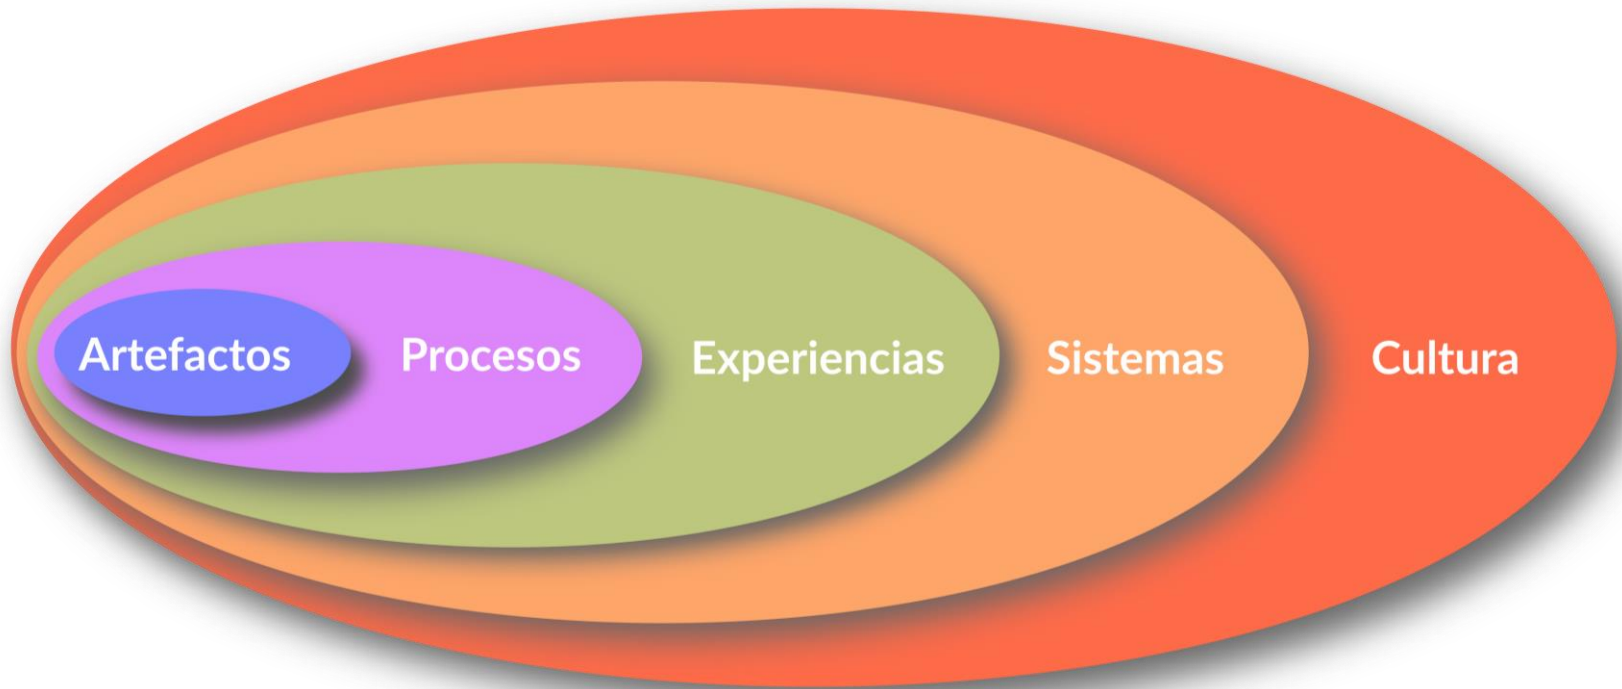 Artefactos
Procesos
Experiencias
Sistemas
Cultura